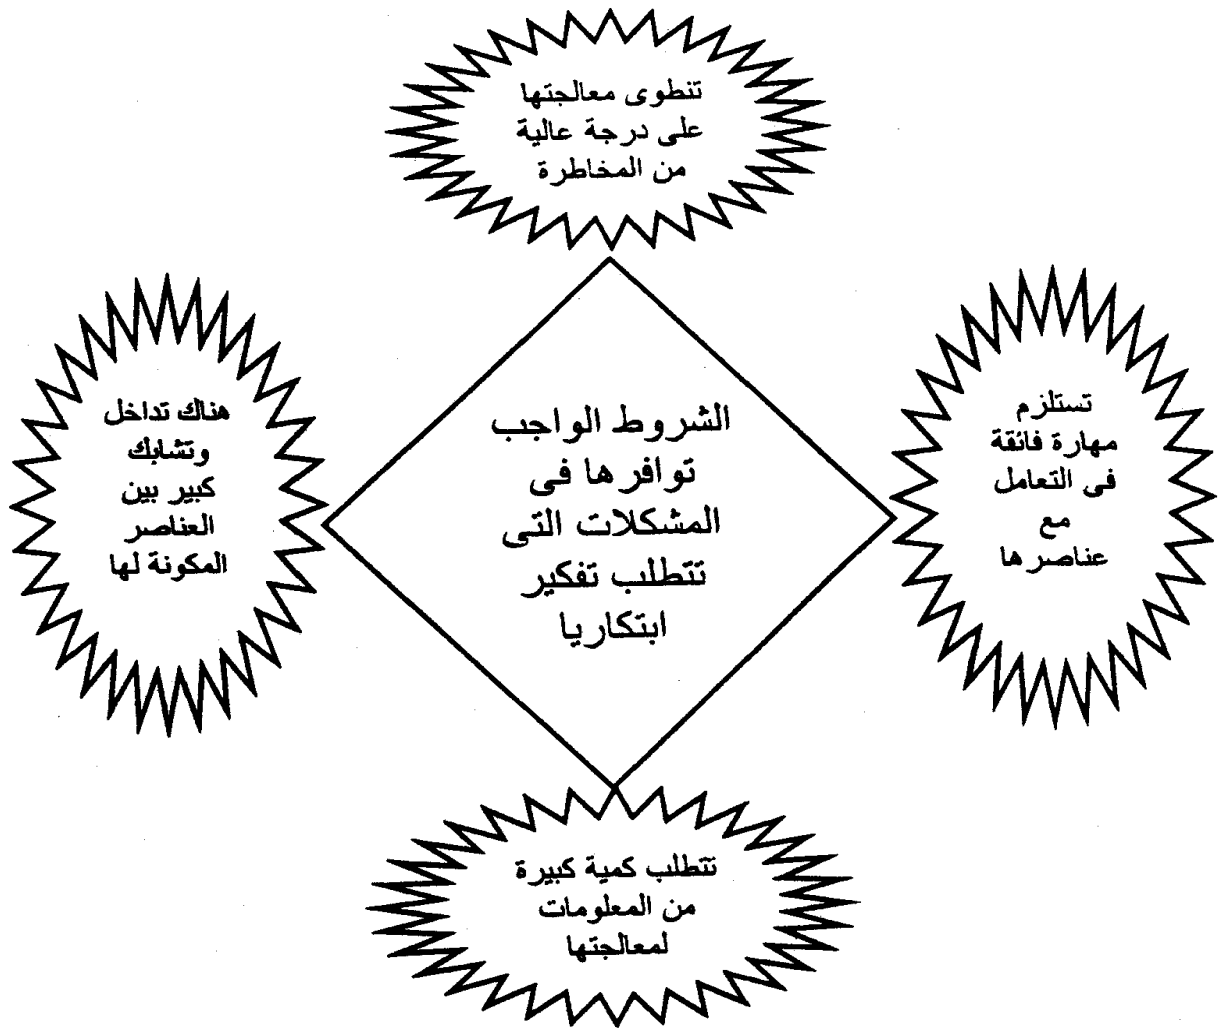 تنطوى معالجتها
على درجة عالية
من المخاطرة
تستلزم
مهارة فائقة
فى التعامل
مع
عناصرها
الشروط الواجب
توافرها فى
المشكلات التى
تتطلب تفكير
ابتكاريا
هناك تداخل
وتشابك
كبير بين
العناصر
المكونة لها
تتطلب كمية كبيرة
من المعلومات
لمعالجتها